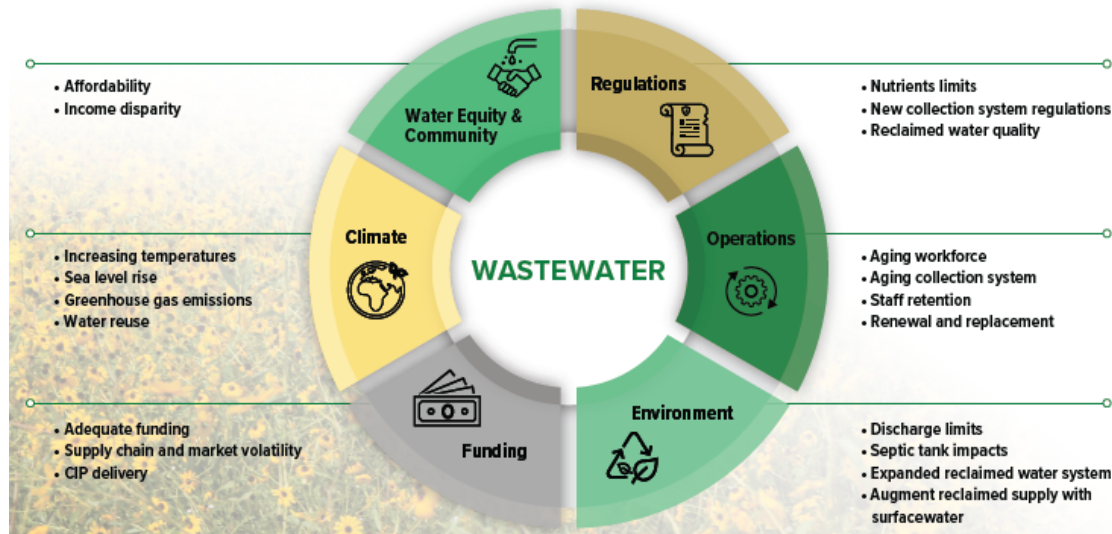 Water Equity &
Community
• Affordability
• Income disparity
Regulations
• Nutrients limits
• New collection system regulations
• Reclaimed water quality
Climate
• Increasing temperatures
• Sea level rise
• Greenhouse gas emissions
• Water reuse
WASTEWATER
Operations
• Aging workforce
• Aging collection system
• Staff retention
• Renewal and replacement
Funding
• Adequate funding
• Supply chain and market volatility
• CIP delivery
Environment
• Discharge limits
• Septic tank impacts
• Expanded reclaimed water system
• Augment reclaimed supply with
surfacewater